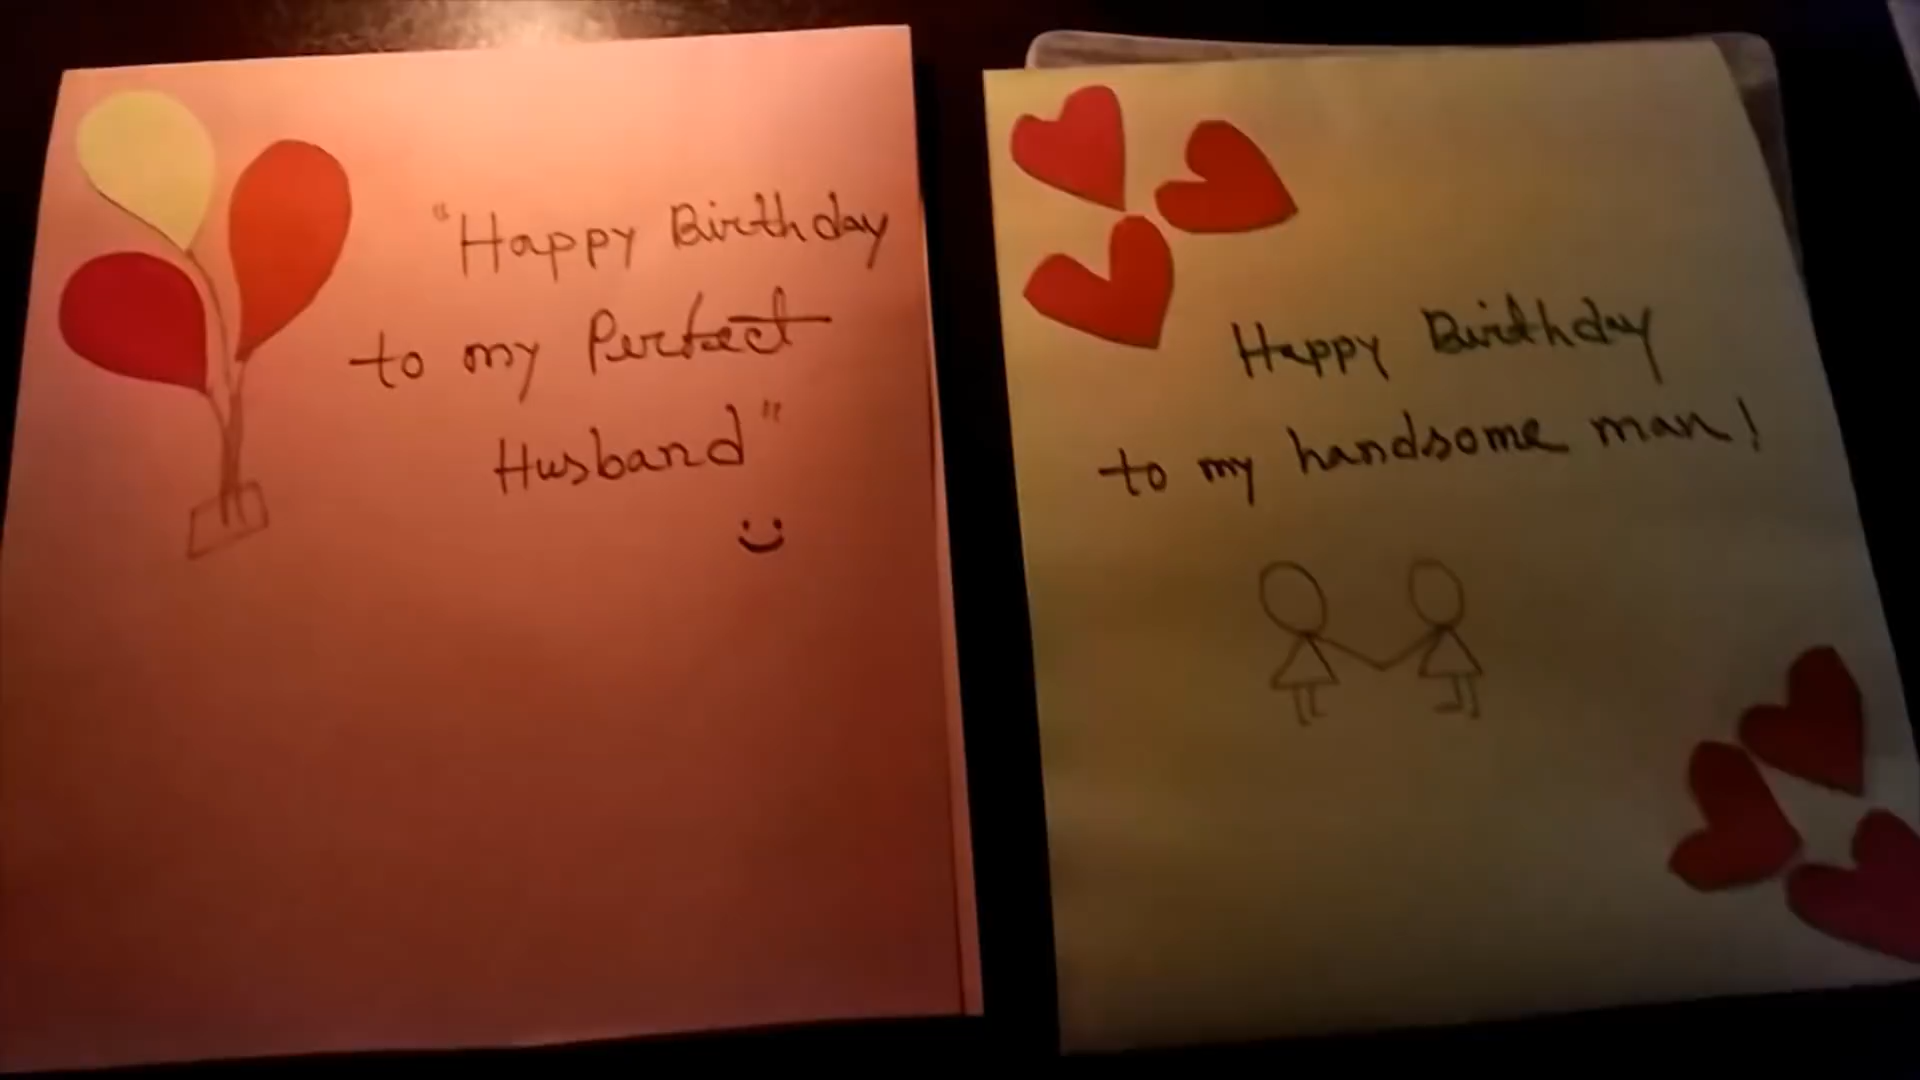 "Happy Birthday
to my Perfect
Husband"
Happy Birthday
to my handsome man!